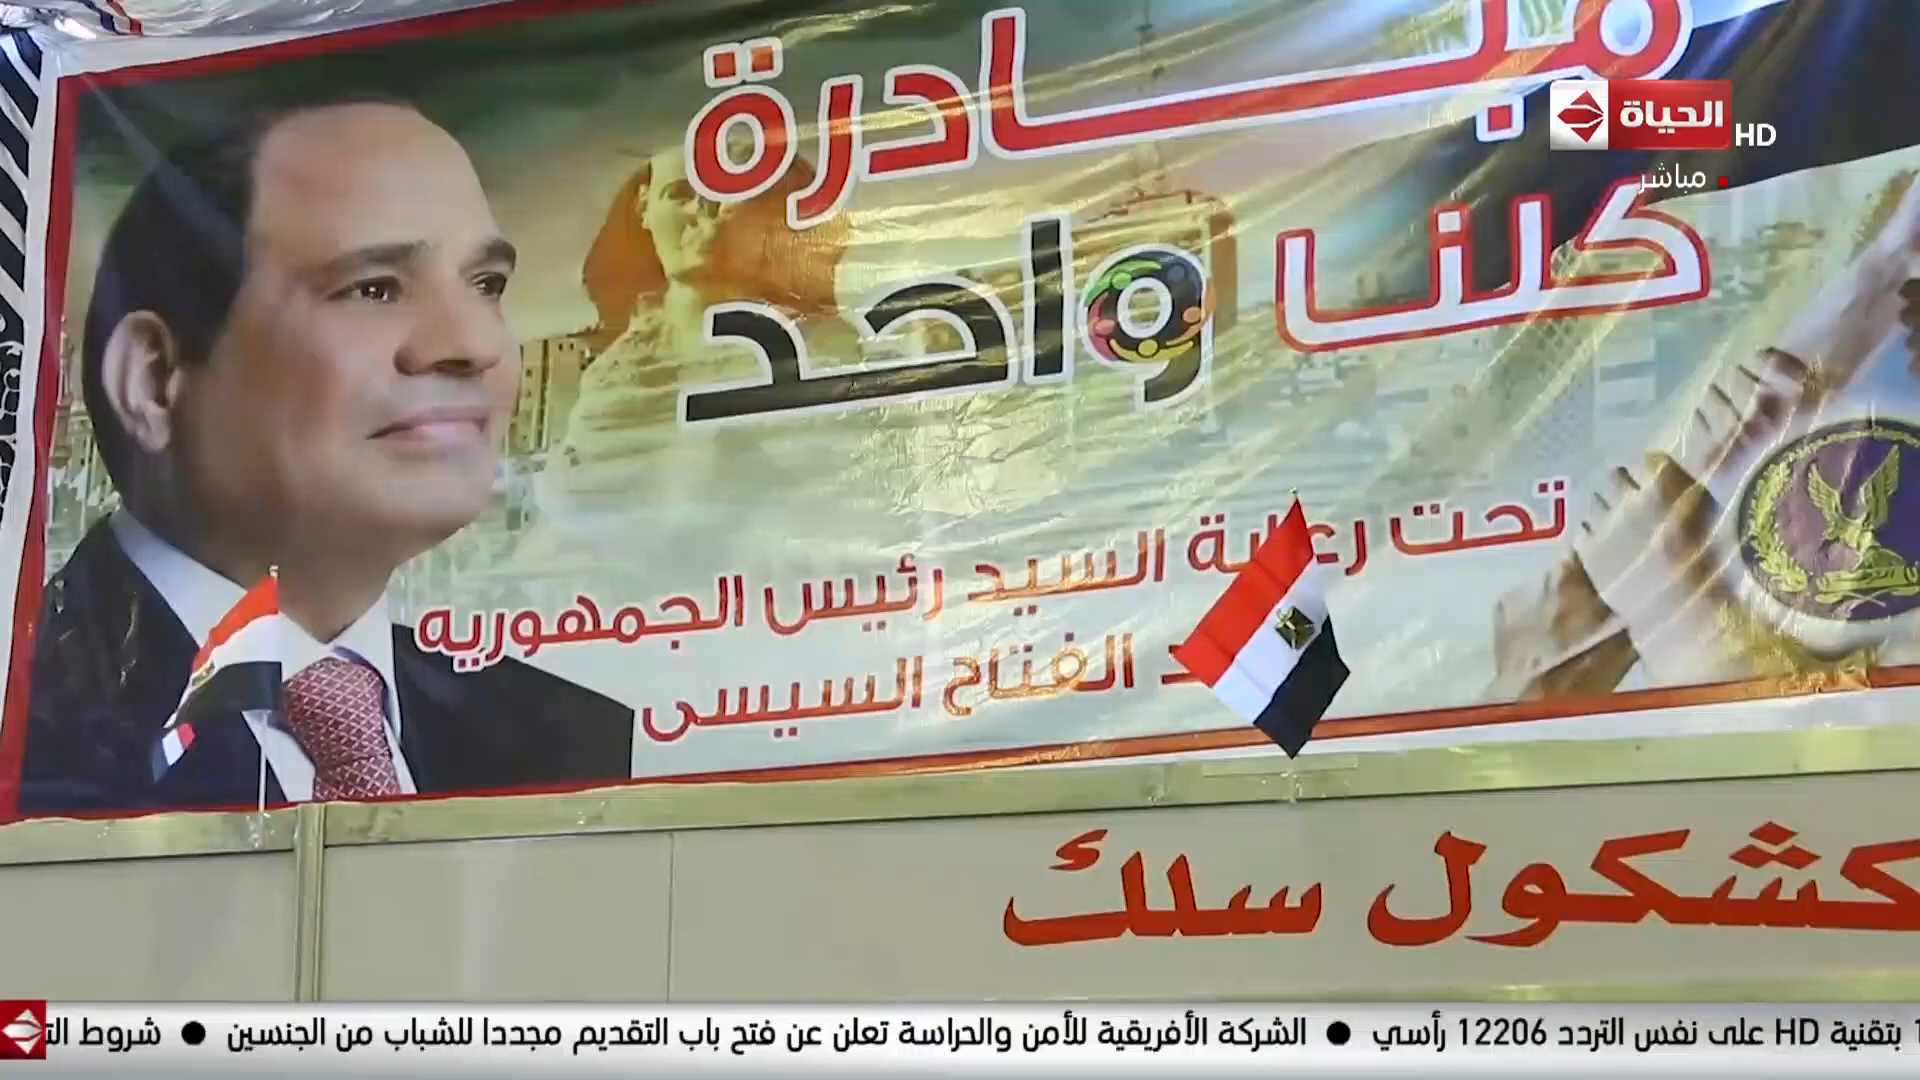 مبادرة
كلنا واحد
تحت رعاية السيد رئيس الجمهوريه
الفتاح السيسى
الحياة HD
مباشر
كشكول سلك
بتقنية HD على نفس التردد 12206 رأسي ● الشركة الأفريقية للأمن والحراسة تعلن عن فتح باب التقديم مجددا للشباب من الجنسين ● شروط